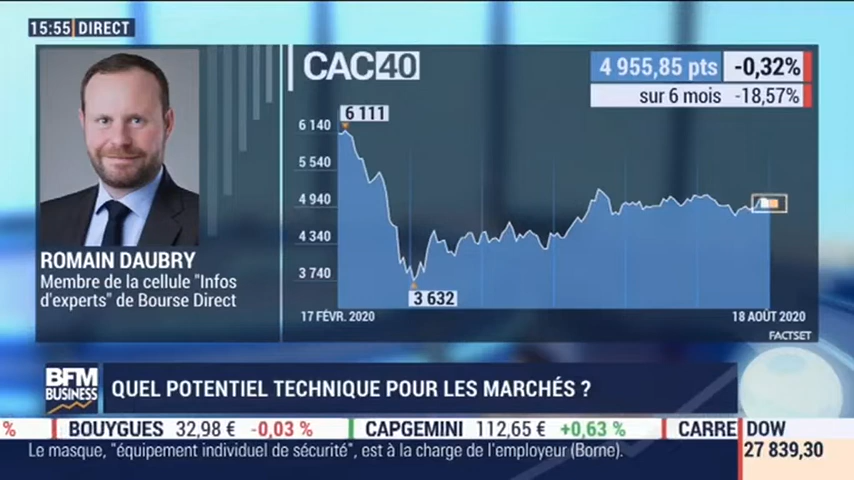 15:55 DIRECT
CAC40
4 955,85 pts -0,32%
sur 6 mois -18,57%
6 111
6 140
5 540
4 940
4 340
3 740
3 632
17 FÉVR. 2020
18 AOÛT 2020
FACTSET
ROMAIN DAUBRY
Membre de la cellule "Infos
d'experts" de Bourse Direct
BFM
BUSINESS
QUEL POTENTIEL TECHNIQUE POUR LES MARCHÉS ?
% BOUYGUES 32,98 € -0,03 % CAPGEMINI 112,65 € +0,63 % CARRE
DOW
27 839,30
Le masque, "équipement individuel de sécurité", est à la charge de l'employeur (Borne).